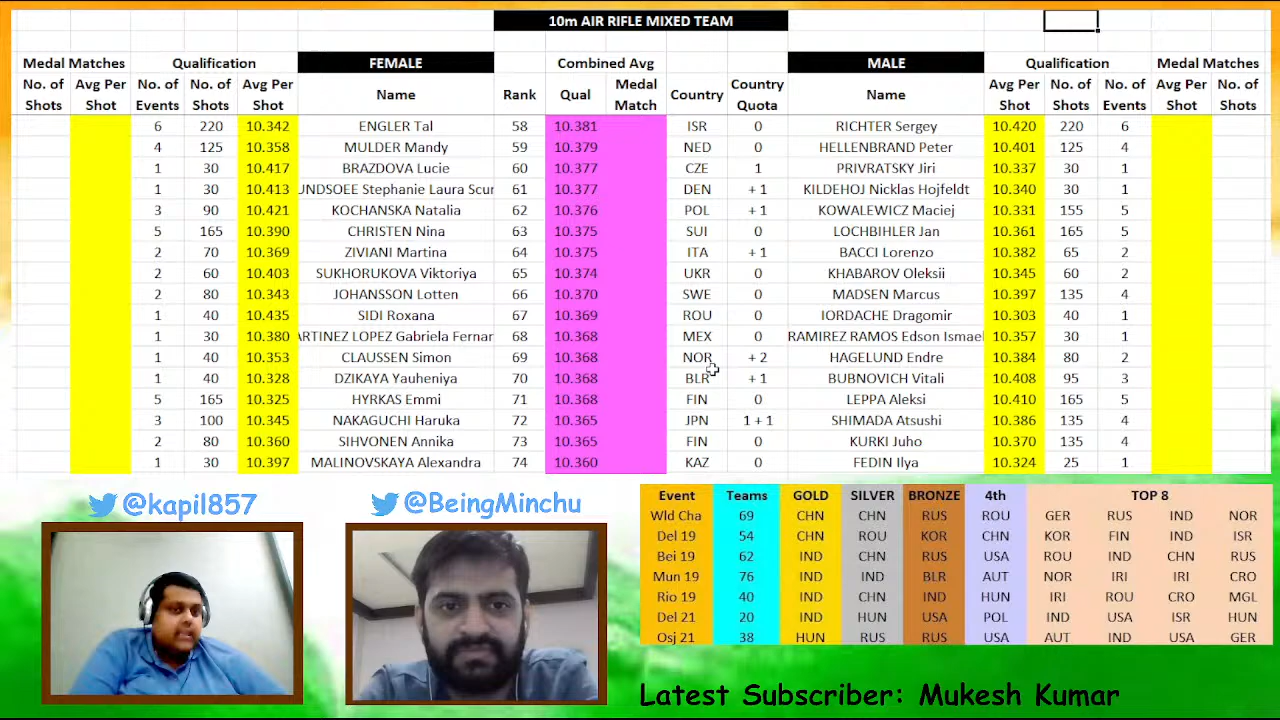 10m AIR RIFLE MIXED TEAM
Medal Matches Qualification FEMALE Combined Avg MALE Qualification Medal Matches
No. of Shots Avg Per Shot No. of Events No. of Shots Avg Per Shot Name Rank Qual Medal Match Country Country Quota Name Avg Per Shot No. of Shots No. of Events Avg Per Shot No. of Shots
6 220 10.342 ENGLER Tal 58 10.381 ISR 0 RICHTER Sergey 10.420 220 6
4 125 10.358 MULDER Mandy 59 10.379 NED 0 HELLENBRAND Peter 10.401 125 4
1 30 10.417 BRAZDOVA Lucie 60 10.377 CZE 1 PRIVRATSKY Jiri 10.337 30 1
1 30 10.413 UNDSOEE Stephanie Laura Scur 61 10.377 DEN + 1 KILDEHOJ Nicklas Hojfeldt 10.340 30 1
3 90 10.421 KOCHANSKA Natalia 62 10.376 POL + 1 KOWALEWICZ Maciej 10.331 155 5
5 165 10.390 CHRISTEN Nina 63 10.375 SUI 0 LOCHBIHLER Jan 10.361 165 5
2 70 10.369 ZIVIANI Martina 64 10.375 ITA + 1 BACCI Lorenzo 10.382 65 2
2 60 10.403 SUKHORUKOVA Viktoriya 65 10.374 UKR 0 KHABAROV Oleksii 10.345 60 2
2 80 10.343 JOHANSSON Lotten 66 10.370 SWE 0 MADSEN Marcus 10.397 135 4
1 40 10.435 SIDI Roxana 67 10.369 ROU 0 IORDACHE Dragomir 10.303 40 1
1 30 10.380 ARTINEZ LOPEZ Gabriela Fernar 68 10.368 MEX 0 RAMIREZ RAMOS Edson Ismael 10.357 30 1
1 40 10.353 CLAUSSEN Simon 69 10.368 NOR + 2 HAGELUND Endre 10.384 80 2
1 40 10.328 DZIKAYA Yauheniya 70 10.368 BLR + 1 BUBNOVICH Vitali 10.408 95 3
5 165 10.325 HYRKAS Emmi 71 10.368 FIN 0 LEPPA Aleksi 10.410 165 5
3 100 10.345 NAKAGUCHI Haruka 72 10.365 JPN 1 + 1 SHIMADA Atsushi 10.386 135 4
2 80 10.360 SIHVONEN Annika 73 10.365 FIN 0 KURKI Juho 10.370 135 4
1 30 10.397 MALINOVSKAYA Alexandra 74 10.360 KAZ 0 FEDIN Ilya 10.324 25 1
@kapil857 @BeingMinchu
Event Teams GOLD SILVER BRONZE 4th TOP 8
Wld Cha 69 CHN CHN RUS ROU GER RUS IND NOR
Del 19 54 CHN ROU KOR CHN KOR FIN IND ISR
Bei 19 62 IND CHN RUS USA ROU IND CHN RUS
Mun 19 76 IND IND BLR AUT NOR IRI IRI CRO
Rio 19 40 IND CHN IND HUN IRI ROU CRO MGL
Del 21 20 IND HUN USA POL IND USA ISR HUN
Osj 21 38 HUN RUS RUS USA AUT IND USA GER
Latest Subscriber: Mukesh Kumar